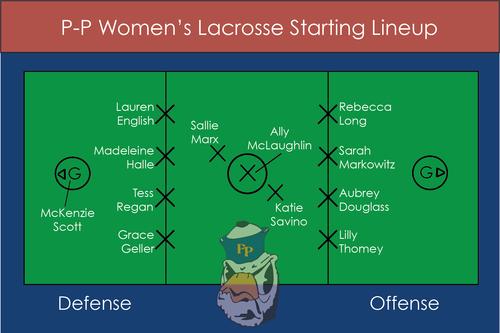 P-P Women's Lacrosse Starting Lineup
Lauren
English
Sallie
Marx
Ally
McLaughlin
Rebecca
Long
Madeleine
Halle
Sarah
Markowitz
G
G
McKenzie
Scott
Tess
Regan
Katie
Savino
Aubrey
Douglass
Grace
Geller
Lilly
Thomey
PP
Defense
Offense